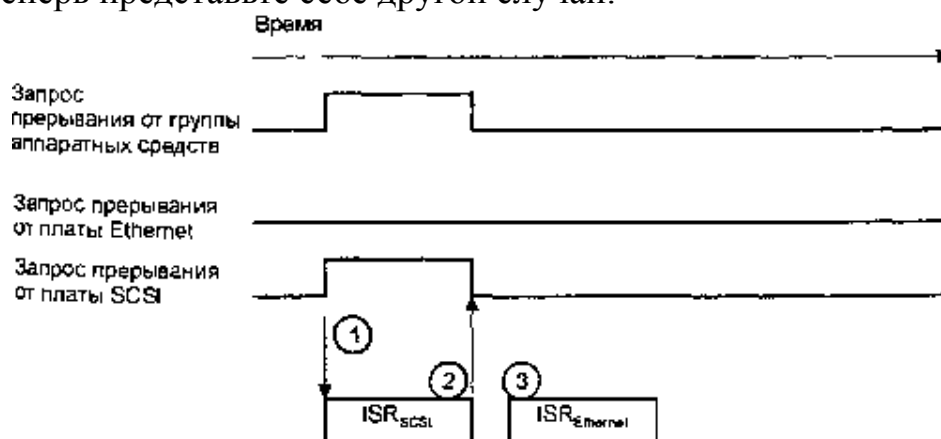 теперь представьте себе другой случай:
Время
Запрос
прерывания от группы
аппаратных средств
Запрос прерывания
от платы Ethernet
Запрос прерывания
от платы SCSI
1
2
3
ISR SCSI
ISR Ethernet